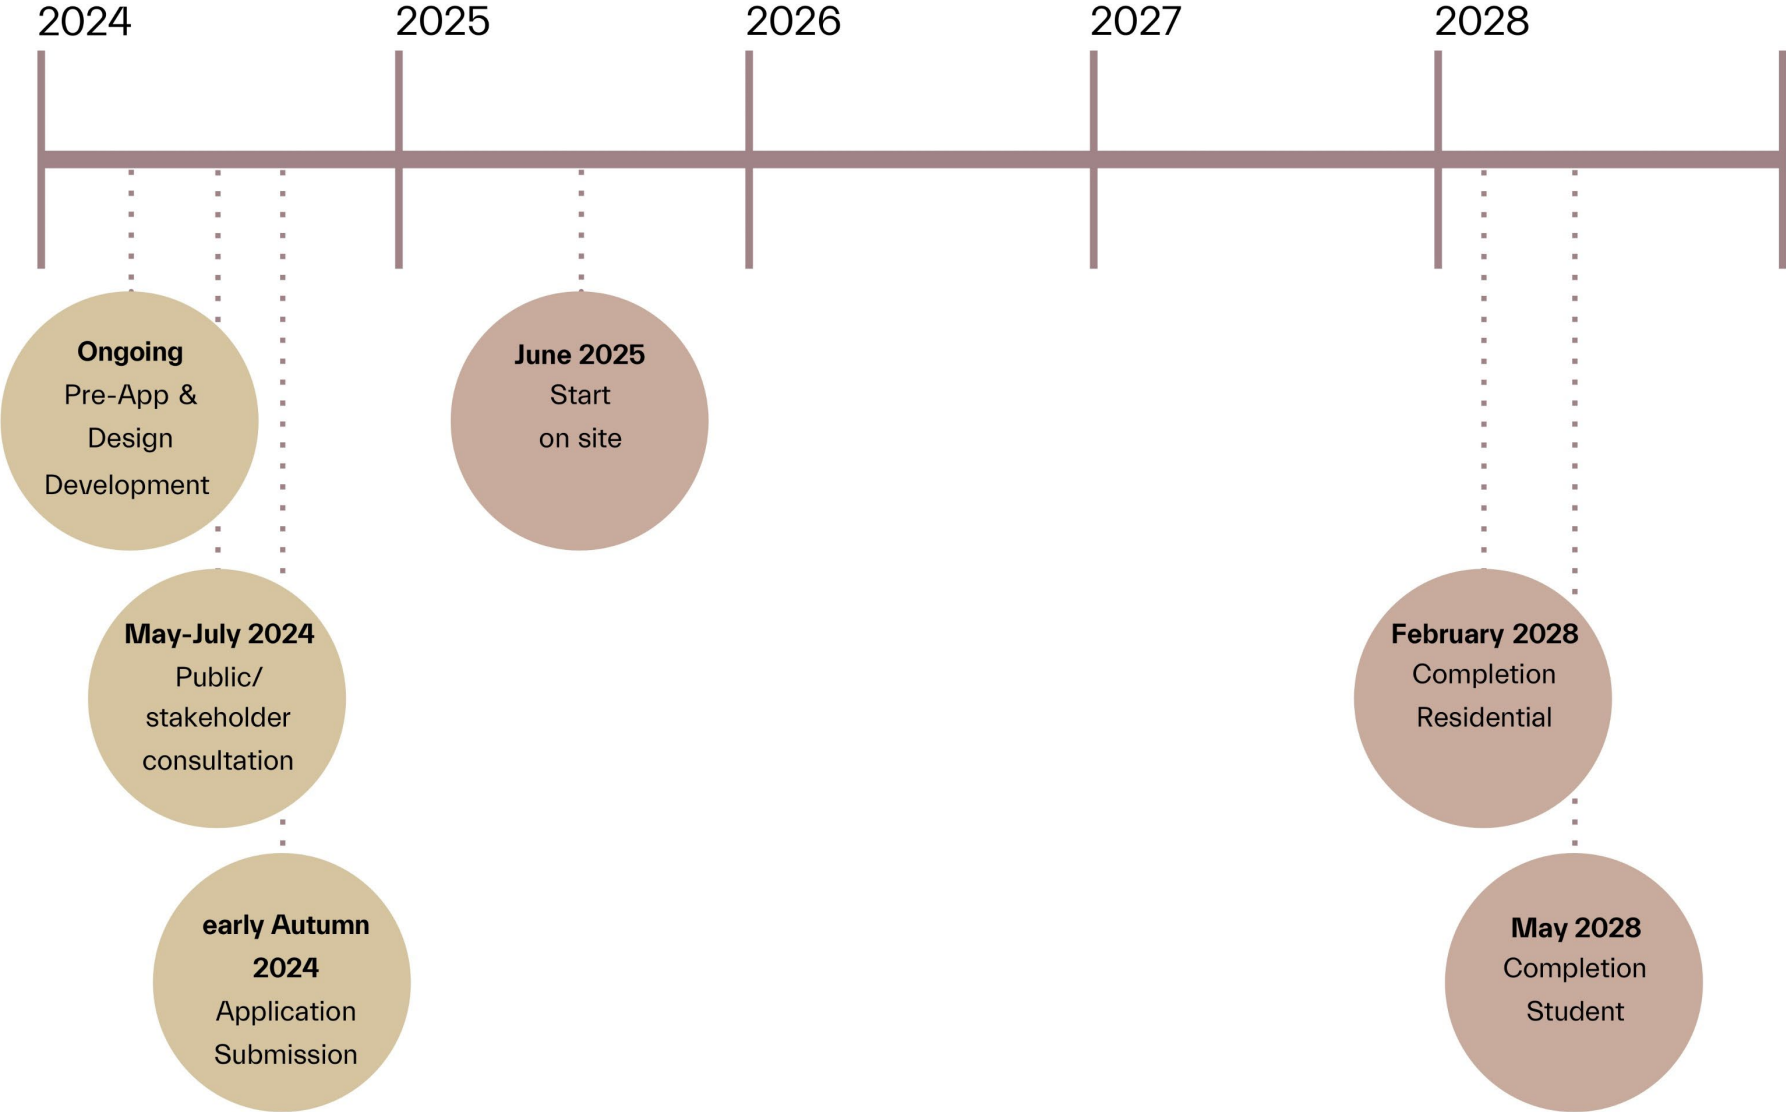 2024
2025
2026
2027
2028
Ongoing
Pre-App &
Design
Development
June 2025
Start
on site
May-July 2024
Public/
stakeholder
consultation
February 2028
Completion
Residential
early Autumn
2024
Application
Submission
May 2028
Completion
Student